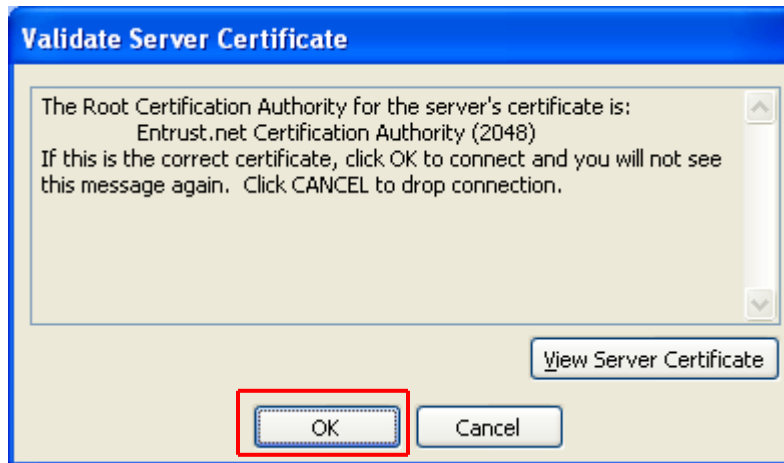 Validate Server Certificate
The Root Certification Authority for the server's certificate is:
Entrust.net Certification Authority (2048)
If this is the correct certificate, click OK to connect and you will not see
this message again.  Click CANCEL to drop connection.
View Server Certificate
OK
Cancel